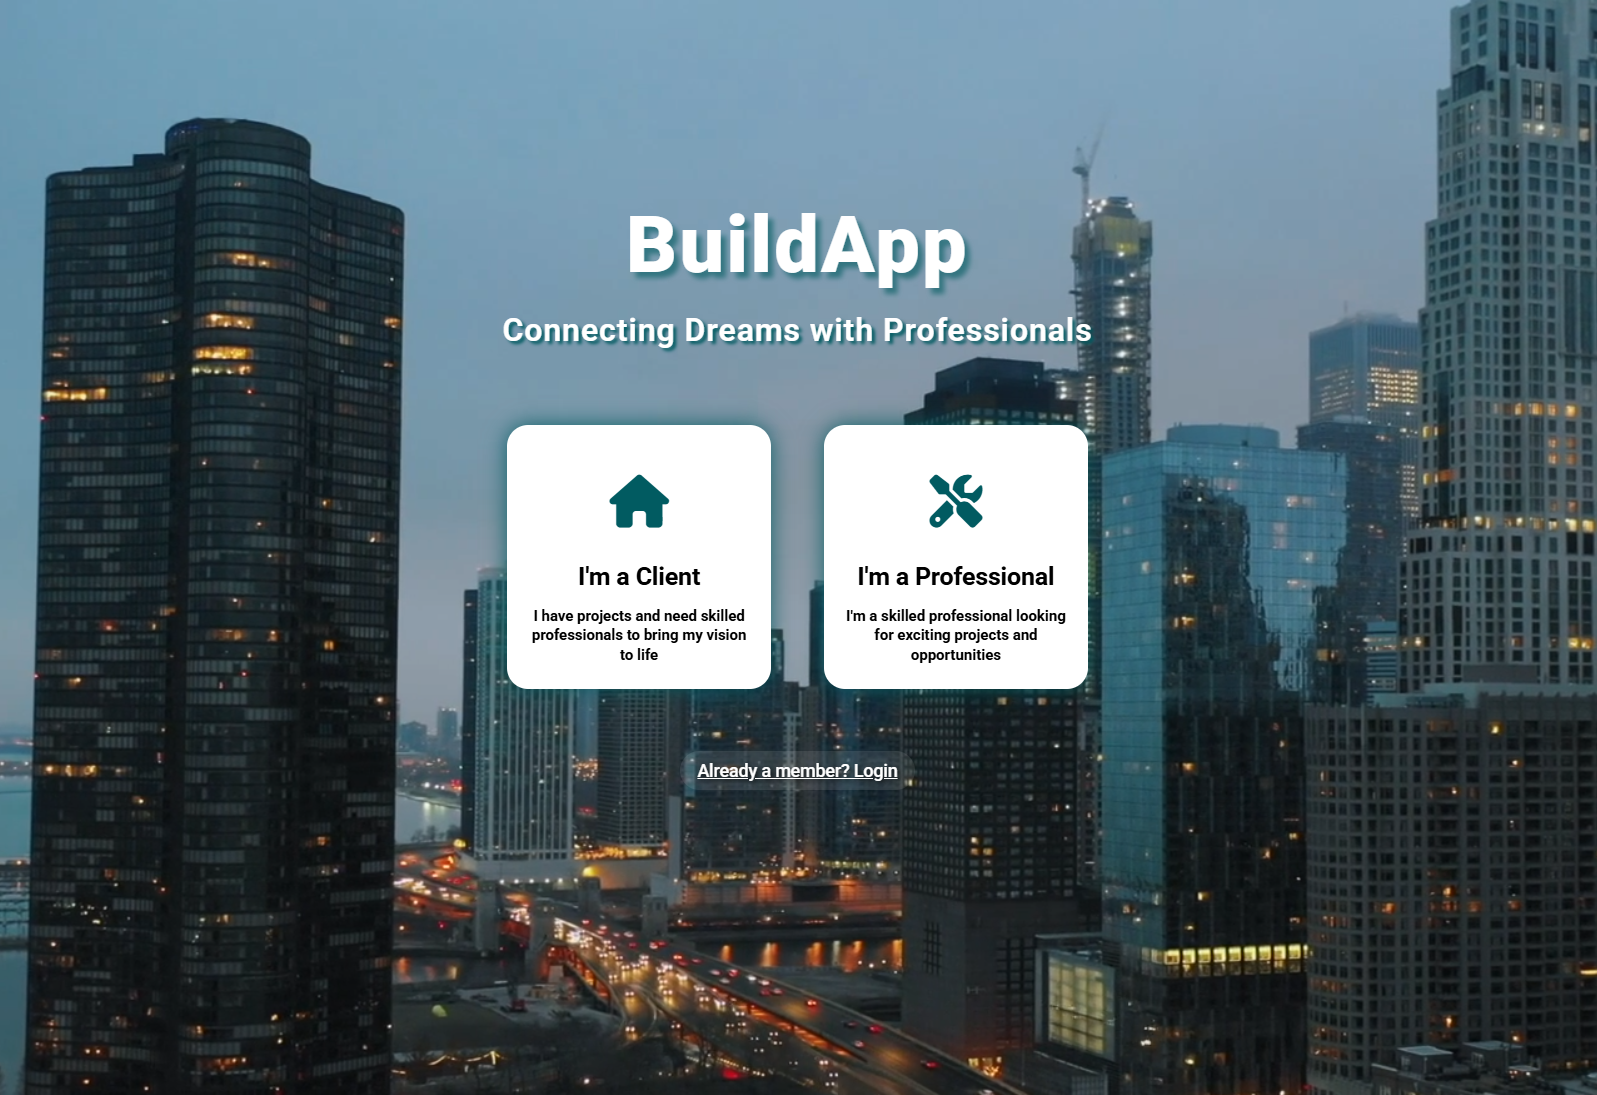 BuildApp
Connecting Dreams with Professionals
I'm a Client
I have projects and need skilled
professionals to bring my vision
to life
I'm a Professional
I'm a skilled professional looking
for exciting projects and
opportunities
Already a member? Login